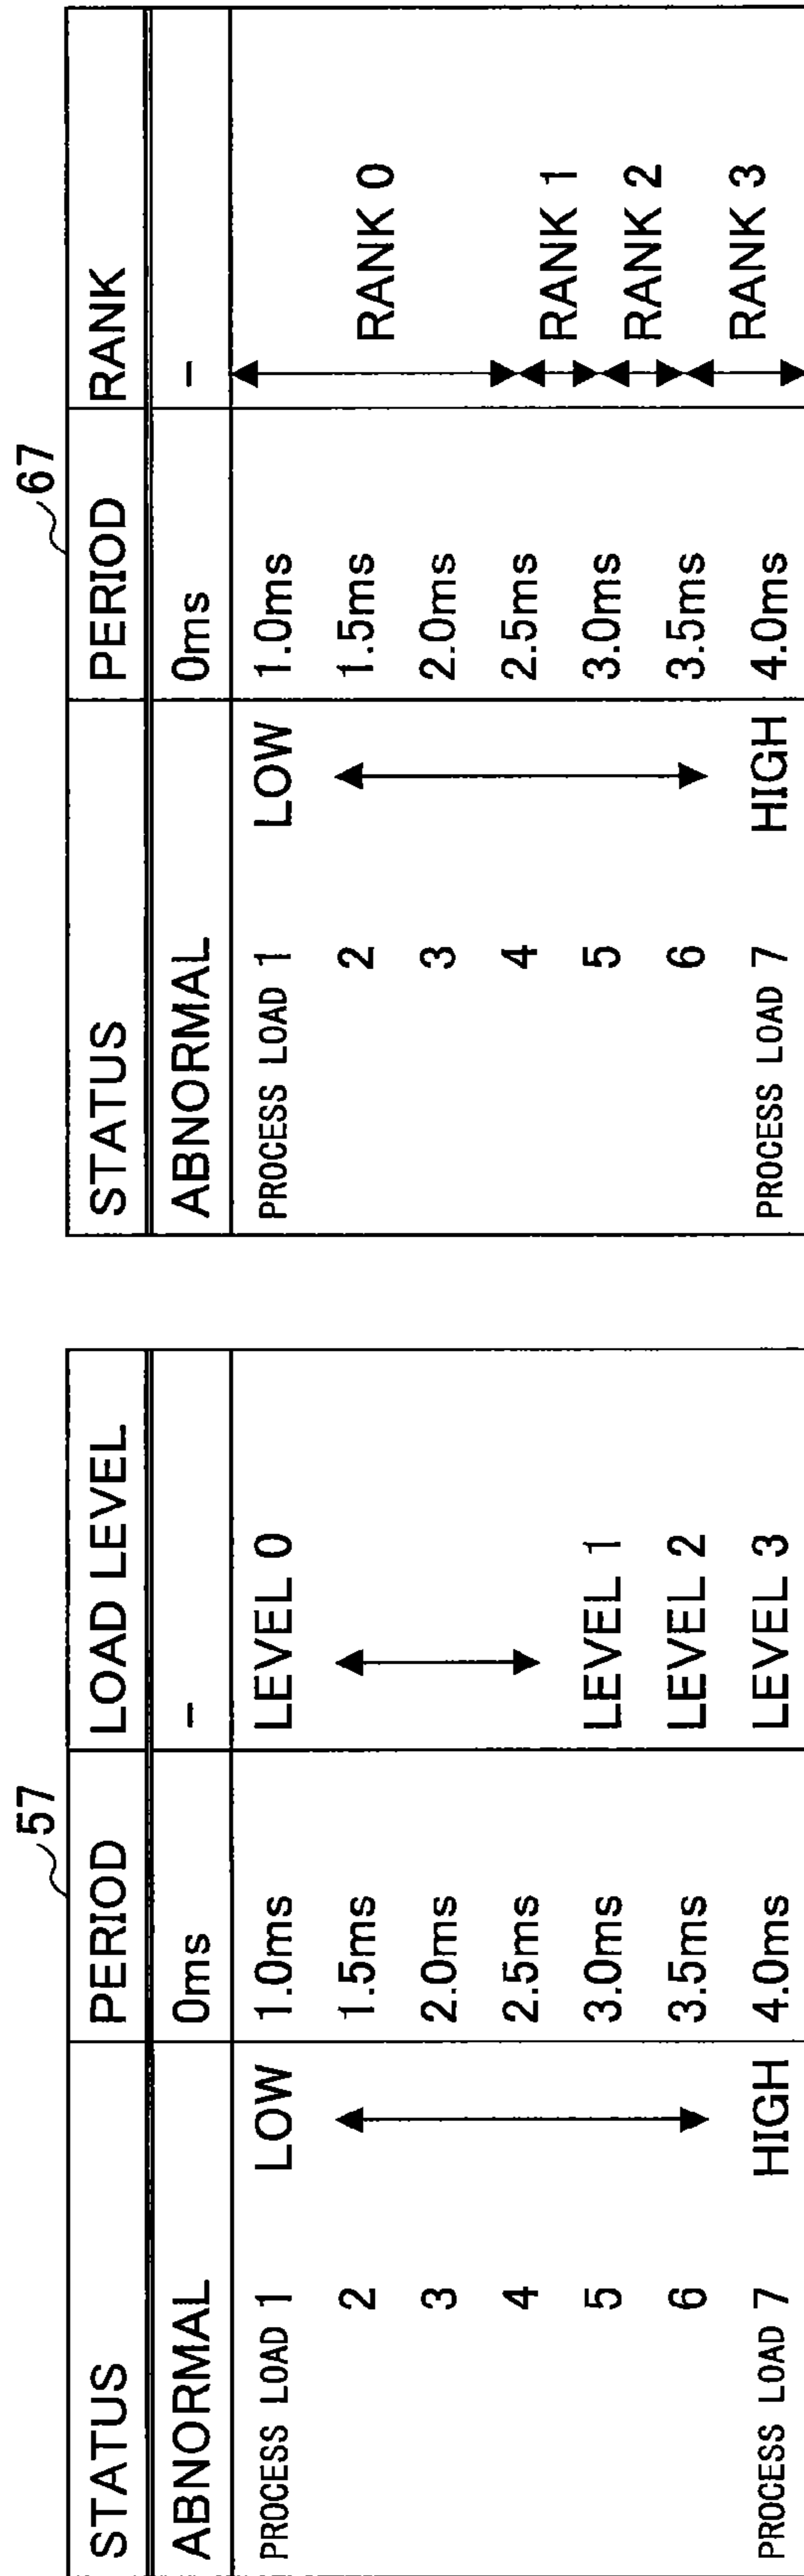 57
STATUS PERIOD LOAD LEVEL
ABNORMAL 0ms –
PROCESS LOAD 1 LOW 1.0ms LEVEL 0
2 1.5ms
3 2.0ms
4 2.5ms
5 3.0ms LEVEL 1
6 3.5ms LEVEL 2
PROCESS LOAD 7 HIGH 4.0ms LEVEL 3
67
STATUS PERIOD RANK
ABNORMAL 0ms –
PROCESS LOAD 1 LOW 1.0ms
2 1.5ms RANK 0
3 2.0ms
4 2.5ms
5 3.0ms RANK 1
6 3.5ms RANK 2
PROCESS LOAD 7 HIGH 4.0ms RANK 3